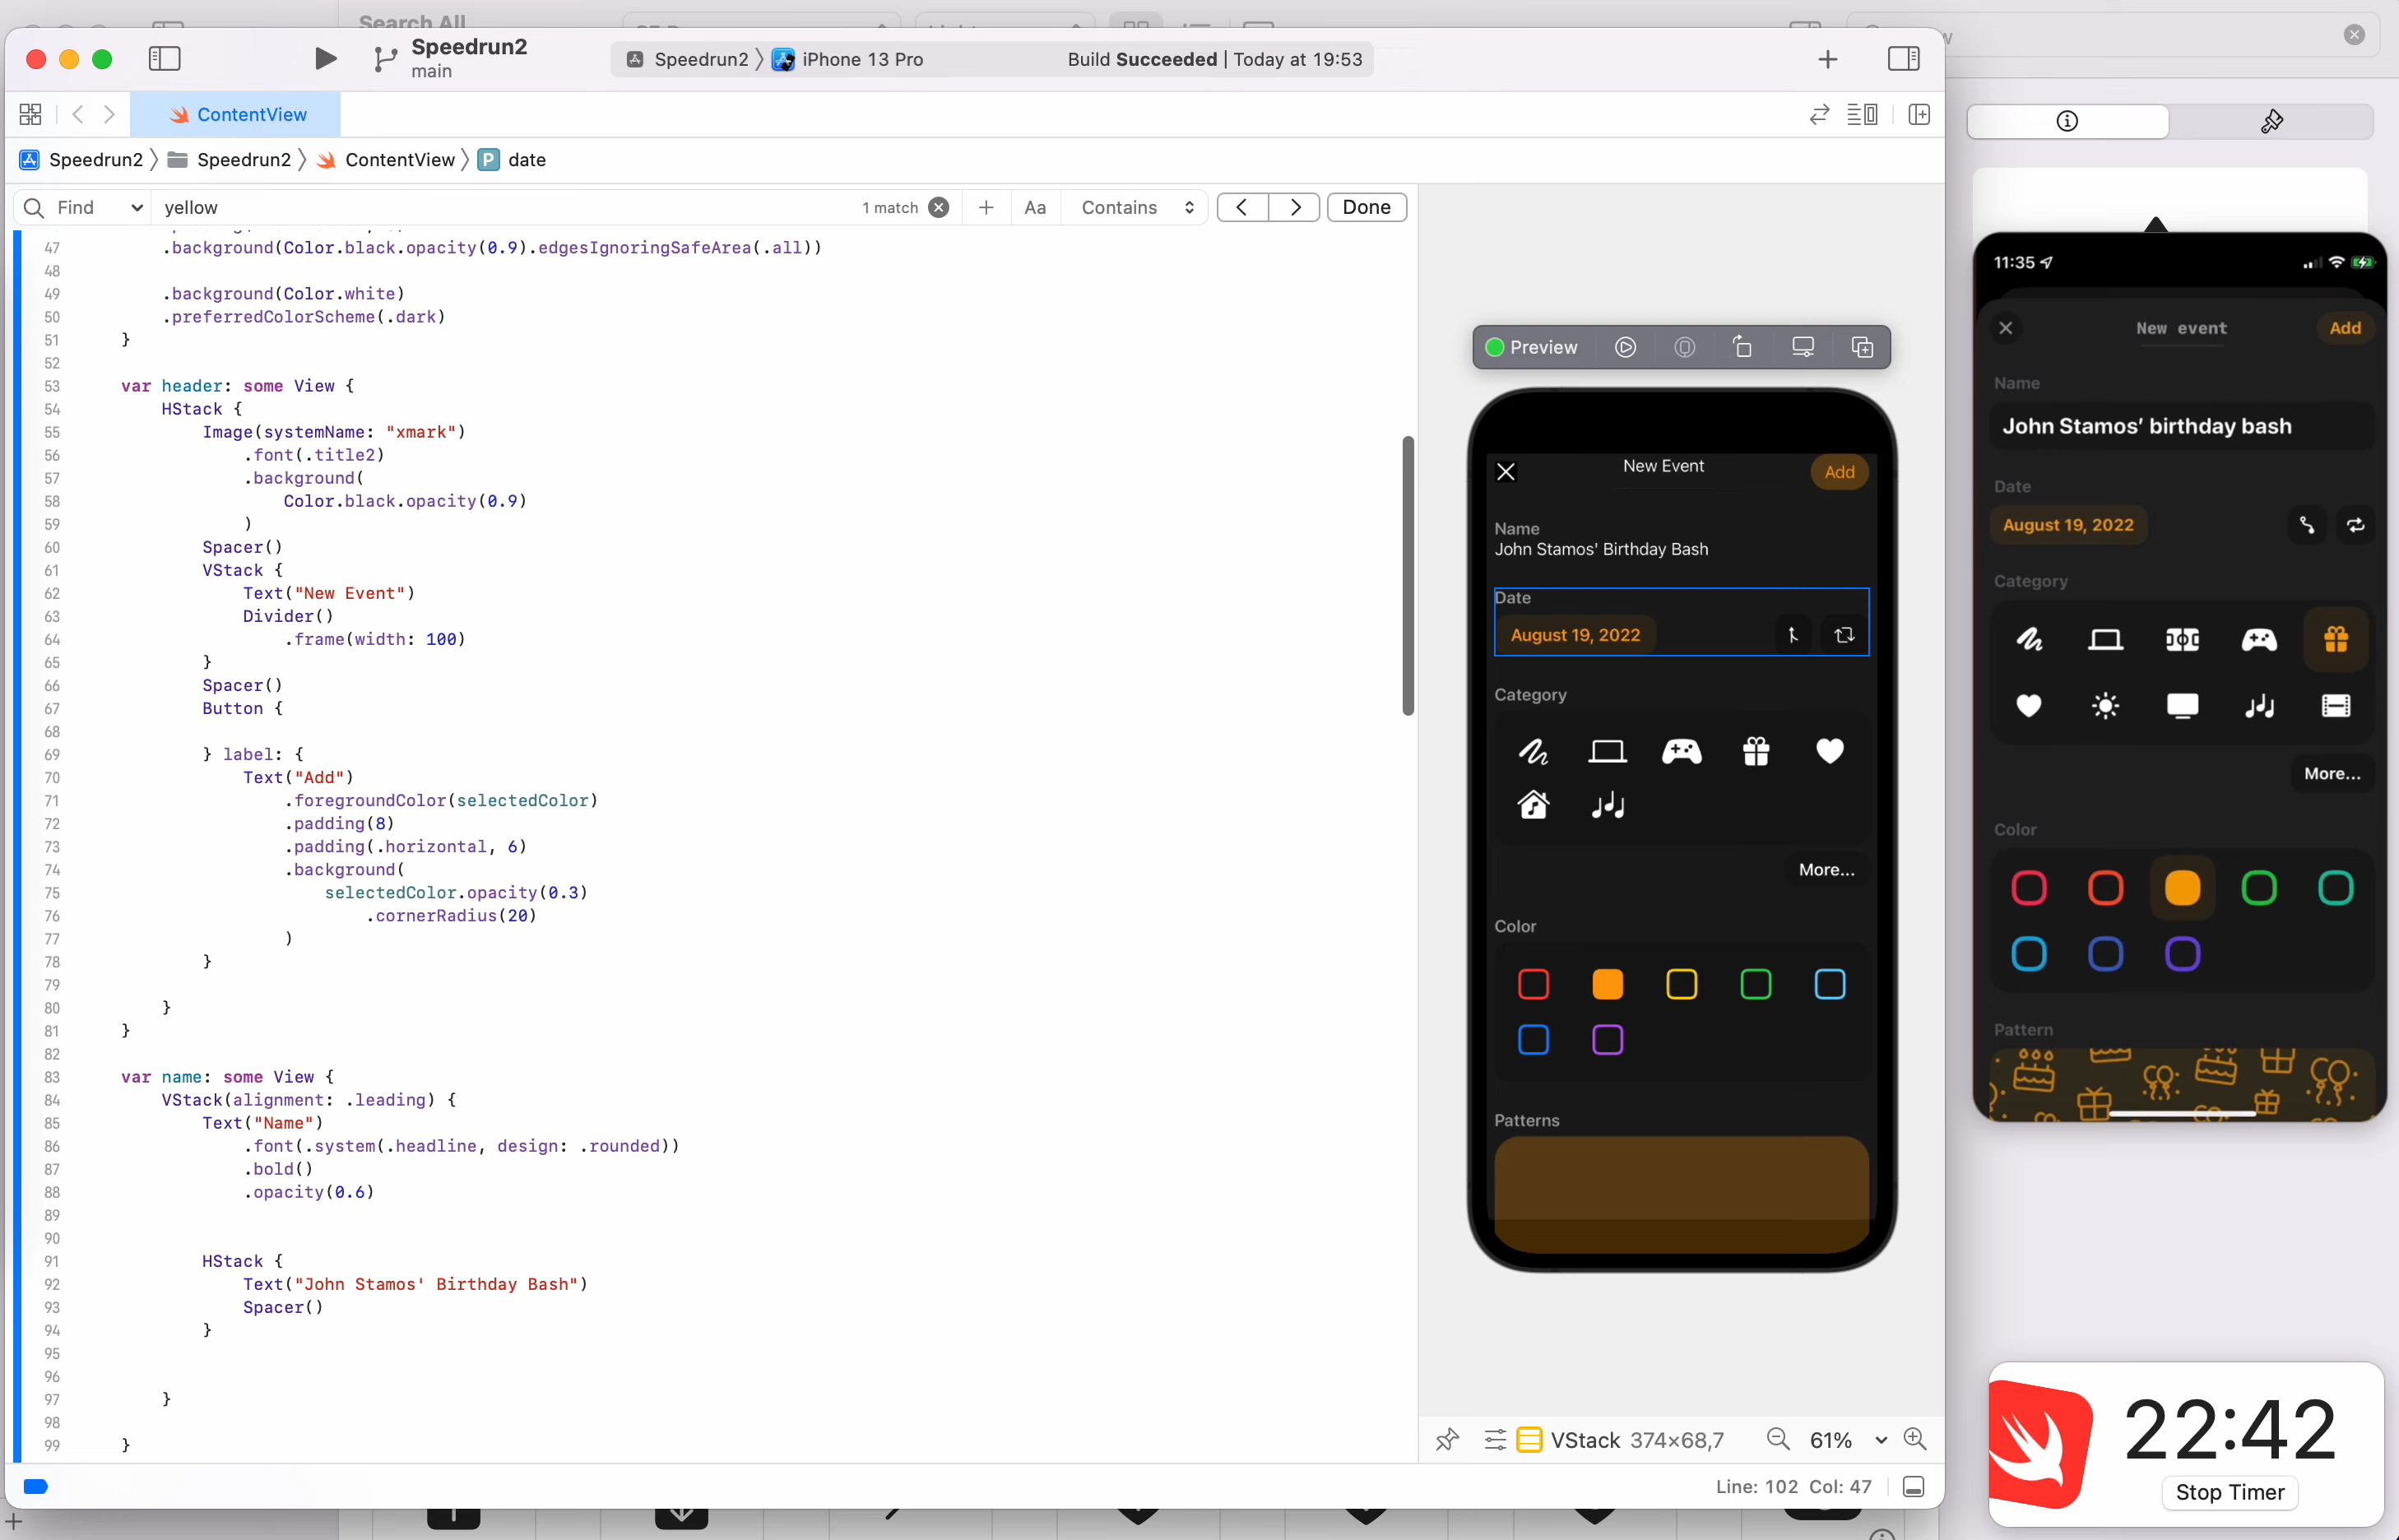 Search All
Speedrun2
main
Speedrun2 〉 iPhone 13 Pro
Build Succeeded | Today at 19:53
ContentView
Speedrun2 〉 Speedrun2 〉 ContentView 〉 P date
Find yellow 1 match Aa Contains Done
47 .background(Color.black.opacity(0.9).edgesIgnoringSafeArea(.all))
48
49 .background(Color.white)
50 .preferredColorScheme(.dark)
51 }
52
53 var header: some View {
54 HStack {
55 Image(systemName: "xmark")
56 .font(.title2)
57 .background(
58 Color.black.opacity(0.9)
59 )
60 Spacer()
61 VStack {
62 Text("New Event")
63 Divider()
64 .frame(width: 100)
65 }
66 Spacer()
67 Button {
68
69 } label: {
70 Text("Add")
71 .foregroundColor(selectedColor)
72 .padding(8)
73 .padding(.horizontal, 6)
74 .background(
75 selectedColor.opacity(0.3)
76 .cornerRadius(20)
77 )
78 }
79
80 }
81 }
82
83 var name: some View {
84 VStack(alignment: .leading) {
85 Text("Name")
86 .font(.system(.headline, design: .rounded))
87 .bold()
88 .opacity(0.6)
89
90
91 HStack {
92 Text("John Stamos' Birthday Bash")
93 Spacer()
94 }
95
96
97 }
98
99 }
Line: 102 Col: 47
Preview
New Event
Add
Name
John Stamos' Birthday Bash
Date
August 19, 2022
Category
More...
Color
Patterns
VStack 374×68,7
61%
11:35
New event
Add
Name
John Stamos' birthday bash
Date
August 19, 2022
Category
More...
Color
Pattern
22:42
Stop Timer